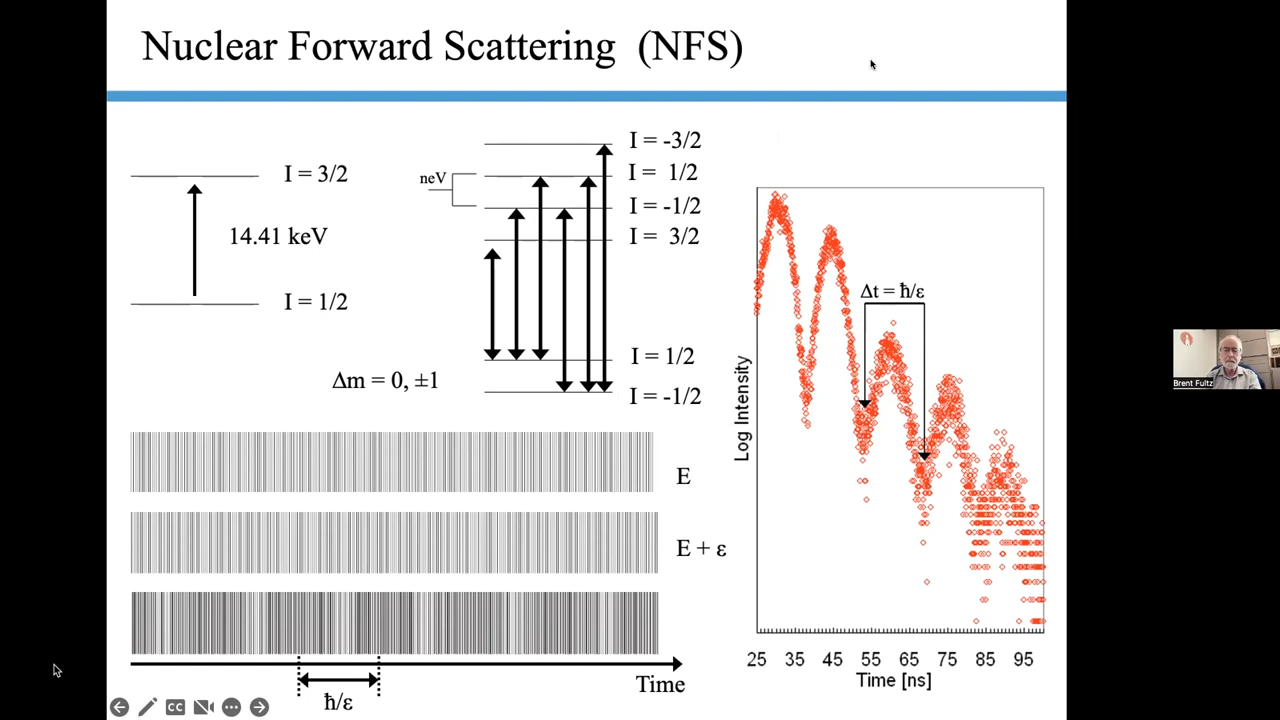 Nuclear Forward Scattering (NFS)
I = 3/2
14.41 keV
I = 1/2
neV
I = -3/2
I = 1/2
I = -1/2
I = 3/2
I = 1/2
I = -1/2
Δm = 0, ±1
E
E + ε
ħ/ε
Time
Δt = ħ/ε
Log Intensity
25 35 45 55 65 75 85 95
Time [ns]
CC
Brent Fultz